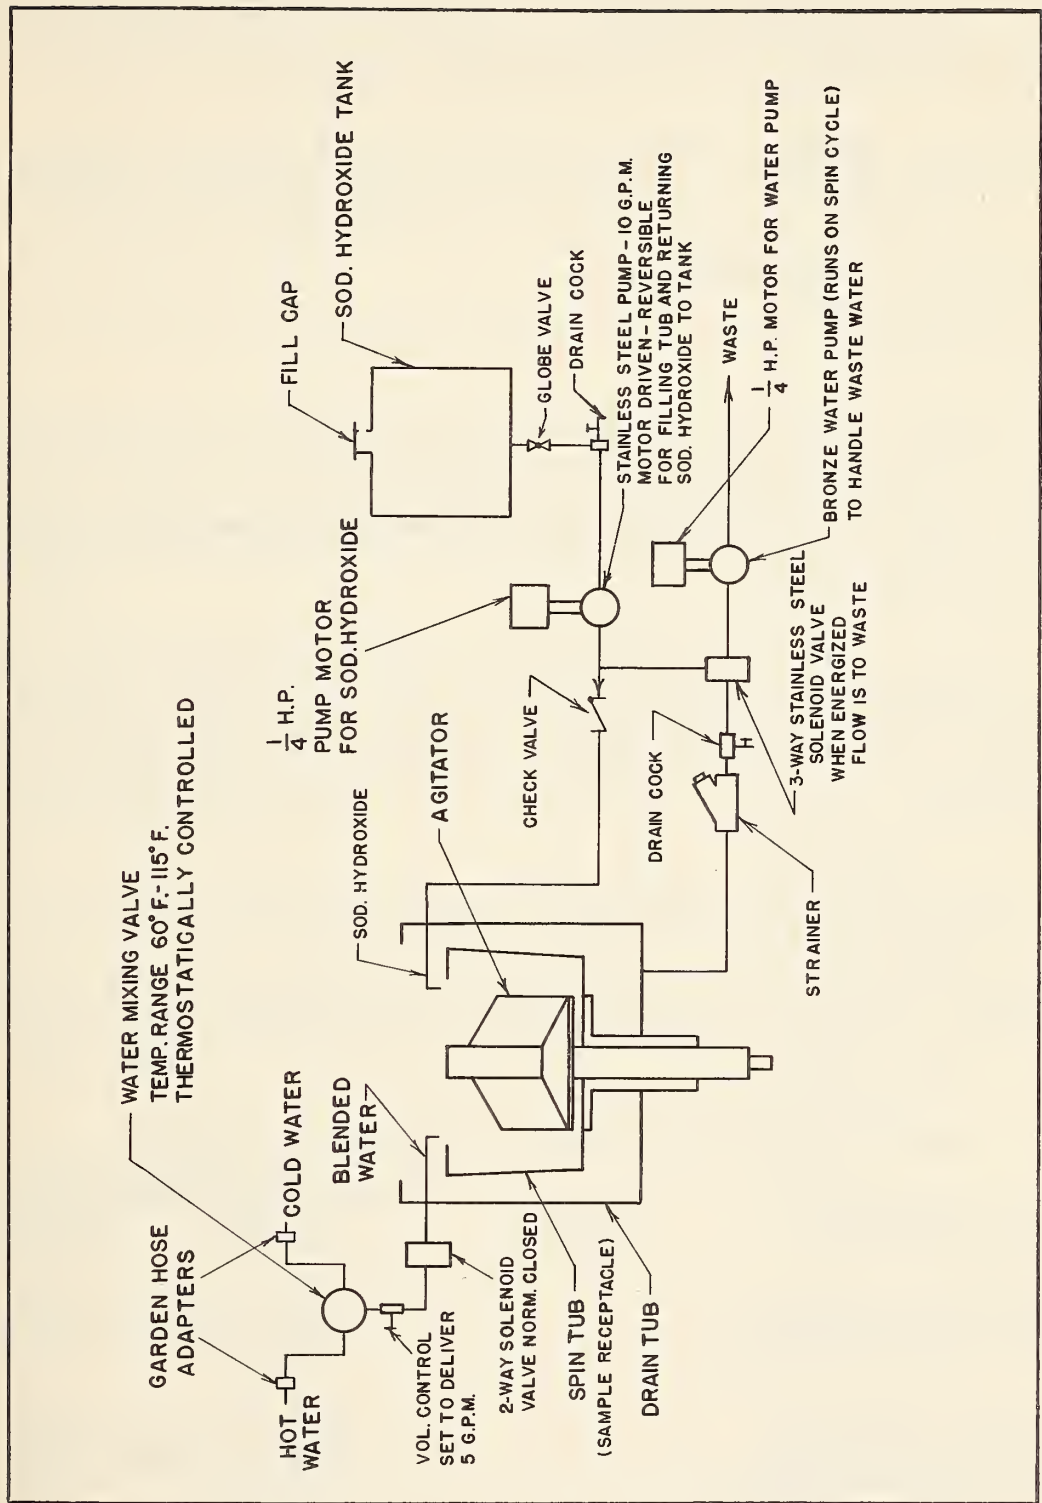 GARDEN HOSE
ADAPTERS
HOT
WATER
COLD WATER
WATER MIXING VALVE
TEMP. RANGE 60° F.-115° F.
THERMOSTATICALLY CONTROLLED
VOL. CONTROL
SET TO DELIVER
5 G.P.M.
2-WAY SOLENOID
VALVE NORM. CLOSED
BLENDED
WATER
SPIN TUB
(SAMPLE RECEPTACLE)
DRAIN TUB
SOD. HYDROXIDE
AGITATOR
1/4 H.P.
PUMP MOTOR
FOR SOD. HYDROXIDE
FILL CAP
SOD. HYDROXIDE TANK
GLOBE VALVE
DRAIN COCK
CHECK VALVE
STAINLESS STEEL PUMP-10 G.P.M.
MOTOR DRIVEN-REVERSIBLE
FOR FILLING TUB AND RETURNING
SOD. HYDROXIDE TO TANK
DRAIN COCK
WASTE
1/4 H.P. MOTOR FOR WATER PUMP
STRAINER
3-WAY STAINLESS STEEL
SOLENOID VALVE
WHEN ENERGIZED
FLOW IS TO WASTE
BRONZE WATER PUMP (RUNS ON SPIN CYCLE)
TO HANDLE WASTE WATER